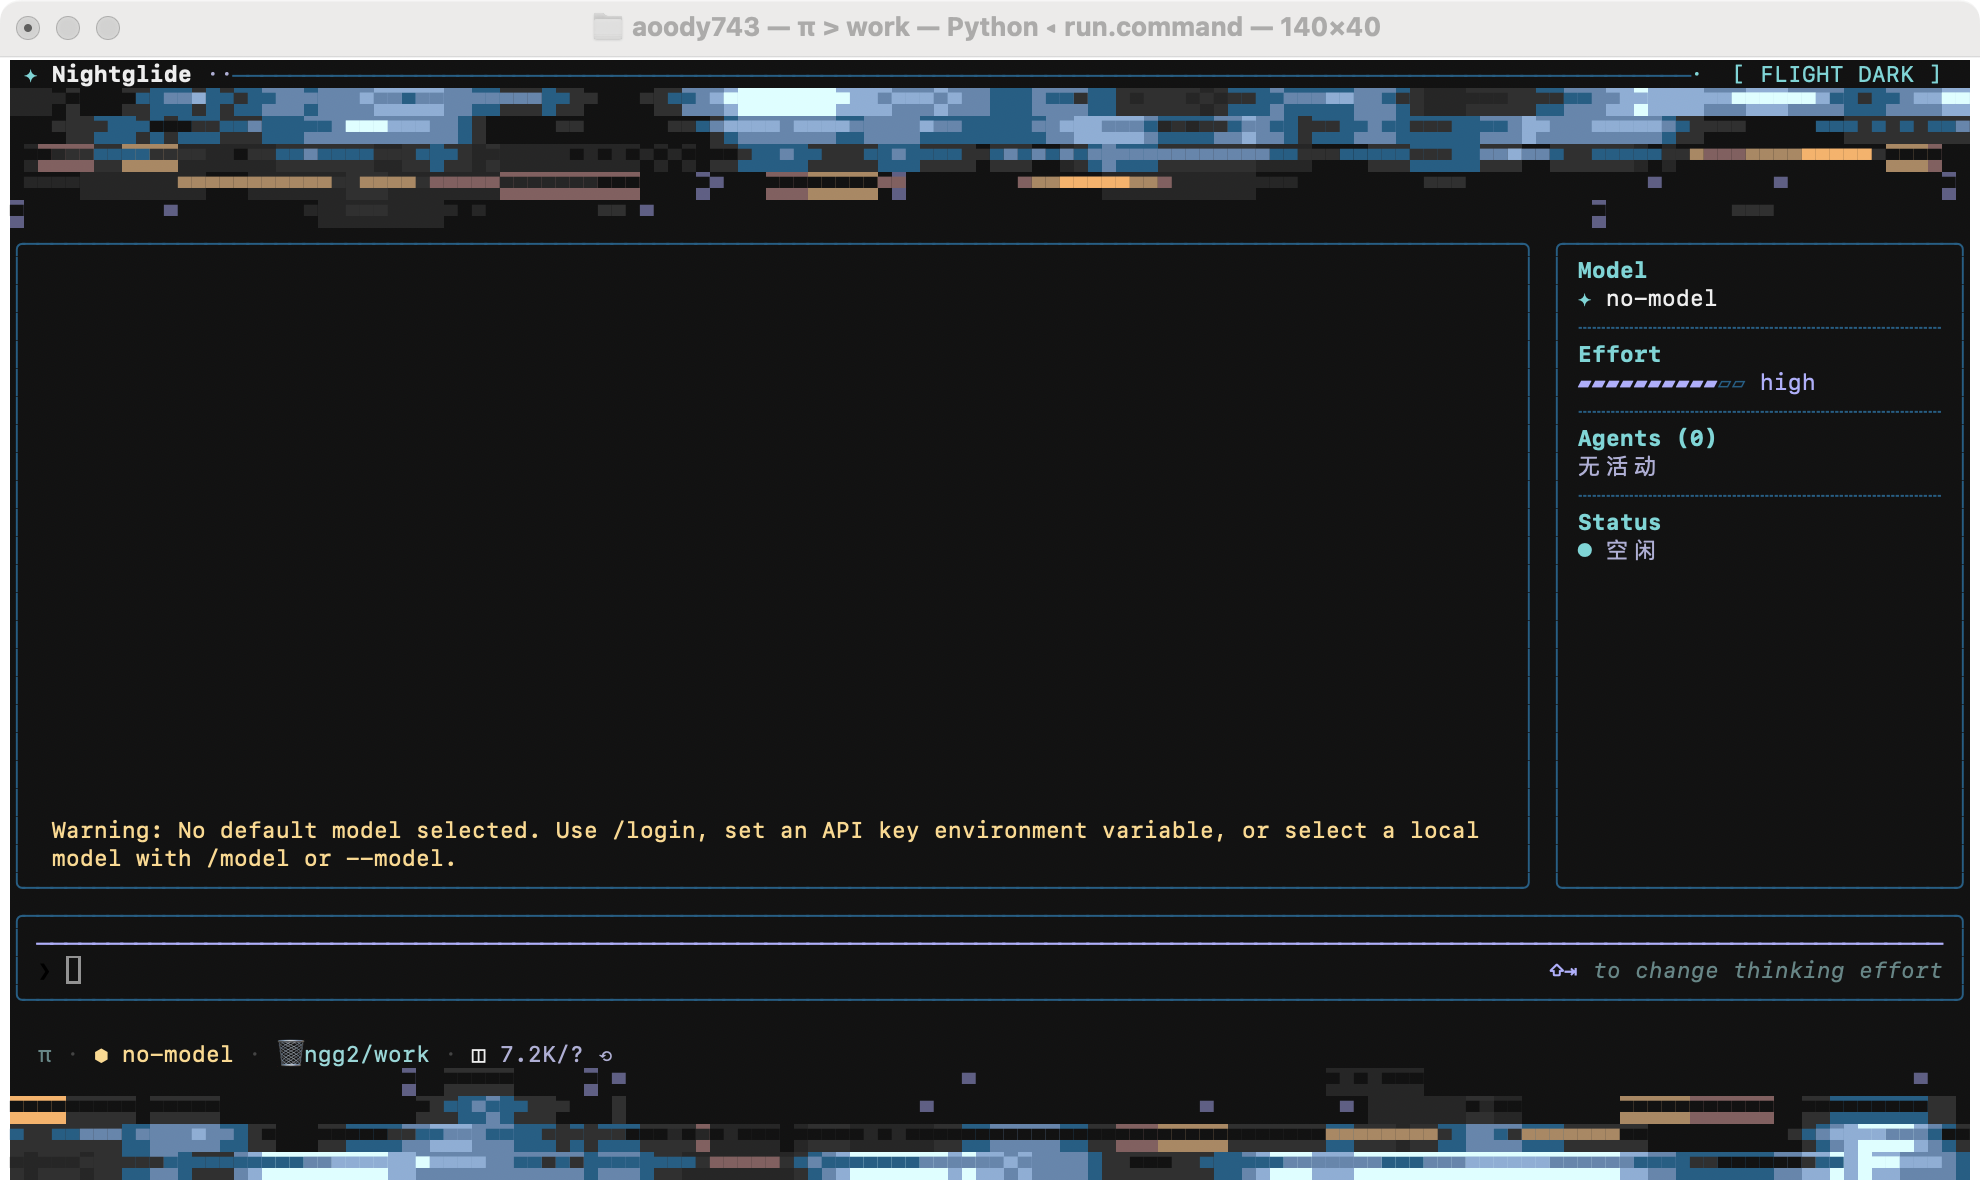 aoody743 — π > work — Python ◂ run.command — 140×40
✦ Nightglide ·· · [ FLIGHT DARK ]
Model
✦ no-model
Effort
▰▰▰▰▰▰▰▰▰▰▱▱ high
Agents (0)
无活动
Status
● 空闲
Warning: No default model selected. Use /login, set an API key environment variable, or select a local
model with /model or --model.
❯ ⇧⇥ to change thinking effort
π · ⬢ no-model · 🗑ngg2/work · ◫ 7.2K/? ⟲